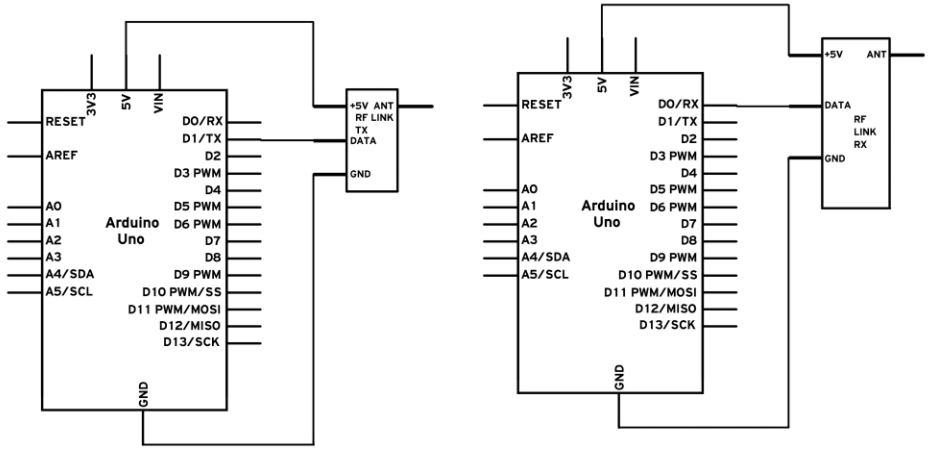 3V3
5V
VIN
RESET
AREF
A0
A1
A2
A3
A4/SDA
A5/SCL
Arduino
Uno
D0/RX
D1/TX
D2
D3 PWM
D4
D5 PWM
D6 PWM
D7
D8
D9 PWM
D10 PWM/SS
D11 PWM/MOSI
D12/MISO
D13/SCK
GND
+5V ANT
RF LINK
TX
DATA
GND
3V3
5V
VIN
RESET
AREF
A0
A1
A2
A3
A4/SDA
A5/SCL
Arduino
Uno
D0/RX
D1/TX
D2
D3 PWM
D4
D5 PWM
D6 PWM
D7
D8
D9 PWM
D10 PWM/SS
D11 PWM/MOSI
D12/MISO
D13/SCK
GND
+5V ANT
DATA
RF
LINK
RX
GND